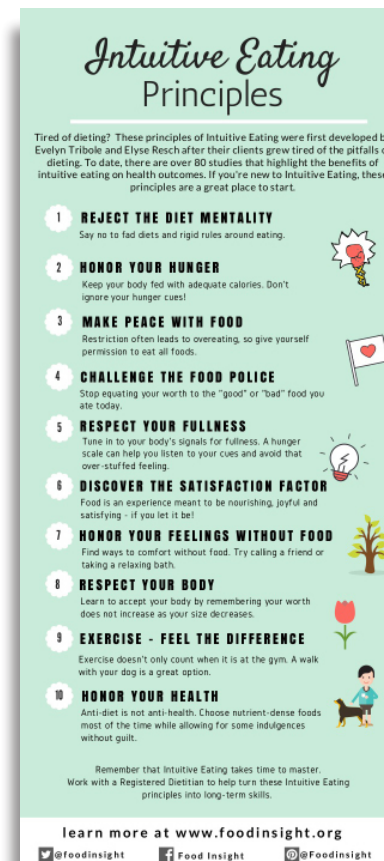 Intuitive Eating
Principles
Tired of dieting? These principles of Intuitive Eating were first developed
Evelyn Tribole and Elyse Resch after their clients grew tired of the pitfalls
dieting. To date, there are over 80 studies that highlight the benefits of
intuitive eating on health outcomes. If you're new to Intuitive Eating, these
principles are a great place to start.
1 REJECT THE DIET MENTALITY
Say no to fad diets and rigid rules around eating.
2 HONOR YOUR HUNGER
Keep your body fed with adequate calories. Don't
ignore your hunger cues!
3 MAKE PEACE WITH FOOD
Restriction often leads to overeating, so give yourself
permission to eat all foods.
4 CHALLENGE THE FOOD POLICE
Stop equating your worth to the "good" or "bad" food you
ate today.
5 RESPECT YOUR FULLNESS
Tune in to your body's signals for fullness. A hunger
scale can help you listen to your cues and avoid that
over-stuffed feeling.
6 DISCOVER THE SATISFACTION FACTOR
Food is an experience meant to be nourishing, joyful and
satisfying - if you let it be!
7 HONOR YOUR FEELINGS WITHOUT FOOD
Find ways to comfort without food. Try calling a friend or
taking a relaxing bath.
8 RESPECT YOUR BODY
Learn to accept your body by remembering your worth
does not increase as your size decreases.
9 EXERCISE - FEEL THE DIFFERENCE
Exercise doesn't only count when it is at the gym. A walk
with your dog is a great option.
10 HONOR YOUR HEALTH
Anti-diet is not anti-health. Choose nutrient-dense foods
most of the time while allowing for some indulgences
without guilt.
Remember that Intuitive Eating takes time to master.
Work with a Registered Dietitian to help turn these Intuitive Eating
principles into long-term skills.
learn more at www.foodinsight.org
@foodinsight Food Insight @Foodinsight